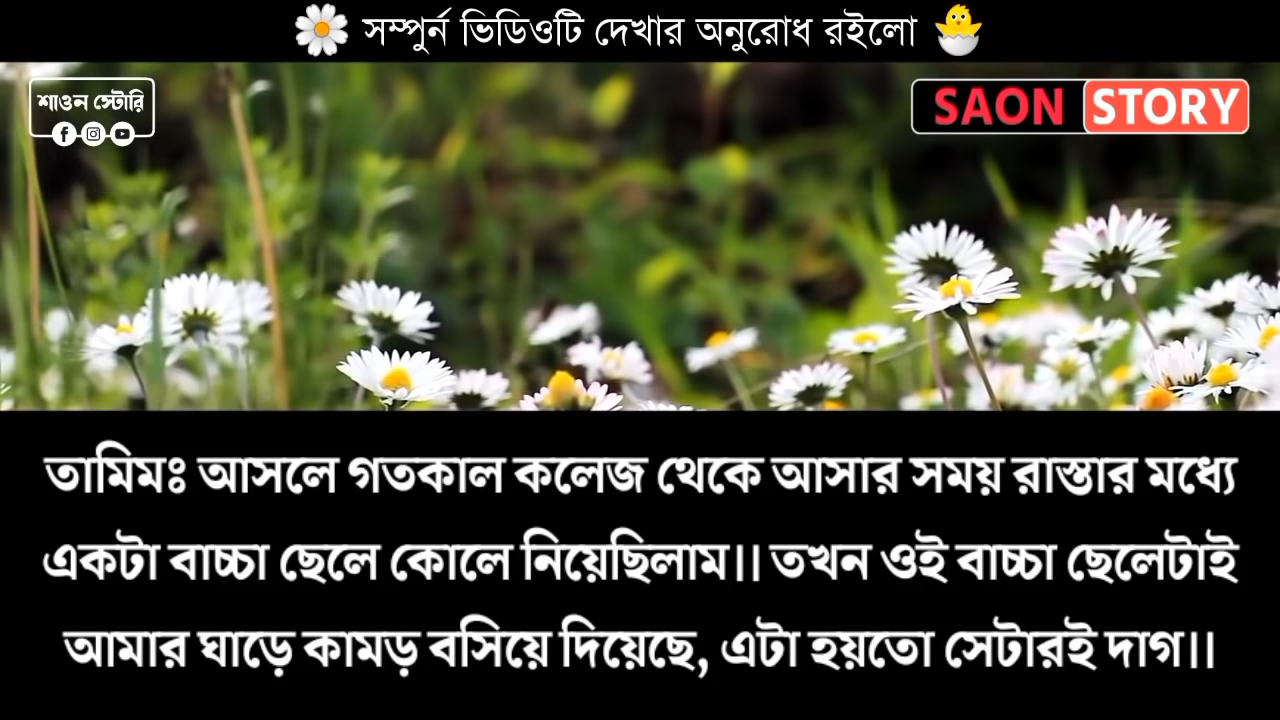 সম্পুর্ন ভিডিওটি দেখার অনুরোধ রইলো
শাওন স্টোরি
SAON STORY
তামিমঃ আসলে গতকাল কলেজ থেকে আসার সময় রাস্তার মধ্যে
একটা বাচ্চা ছেলে কোলে নিয়েছিলাম।। তখন ওই বাচ্চা ছেলেটাই
আমার ঘাড়ে কামড় বসিয়ে দিয়েছে, এটা হয়তো সেটারই দাগ।।